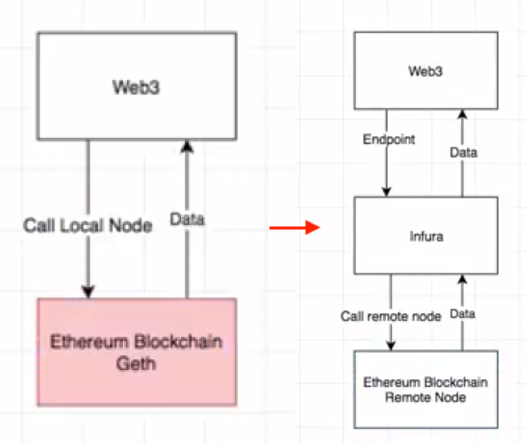 Web3
Call Local Node
Data
Ethereum Blockchain
Geth
Web3
Endpoint
Data
Infura
Call remote node
Data
Ethereum Blockchain
Remote Node